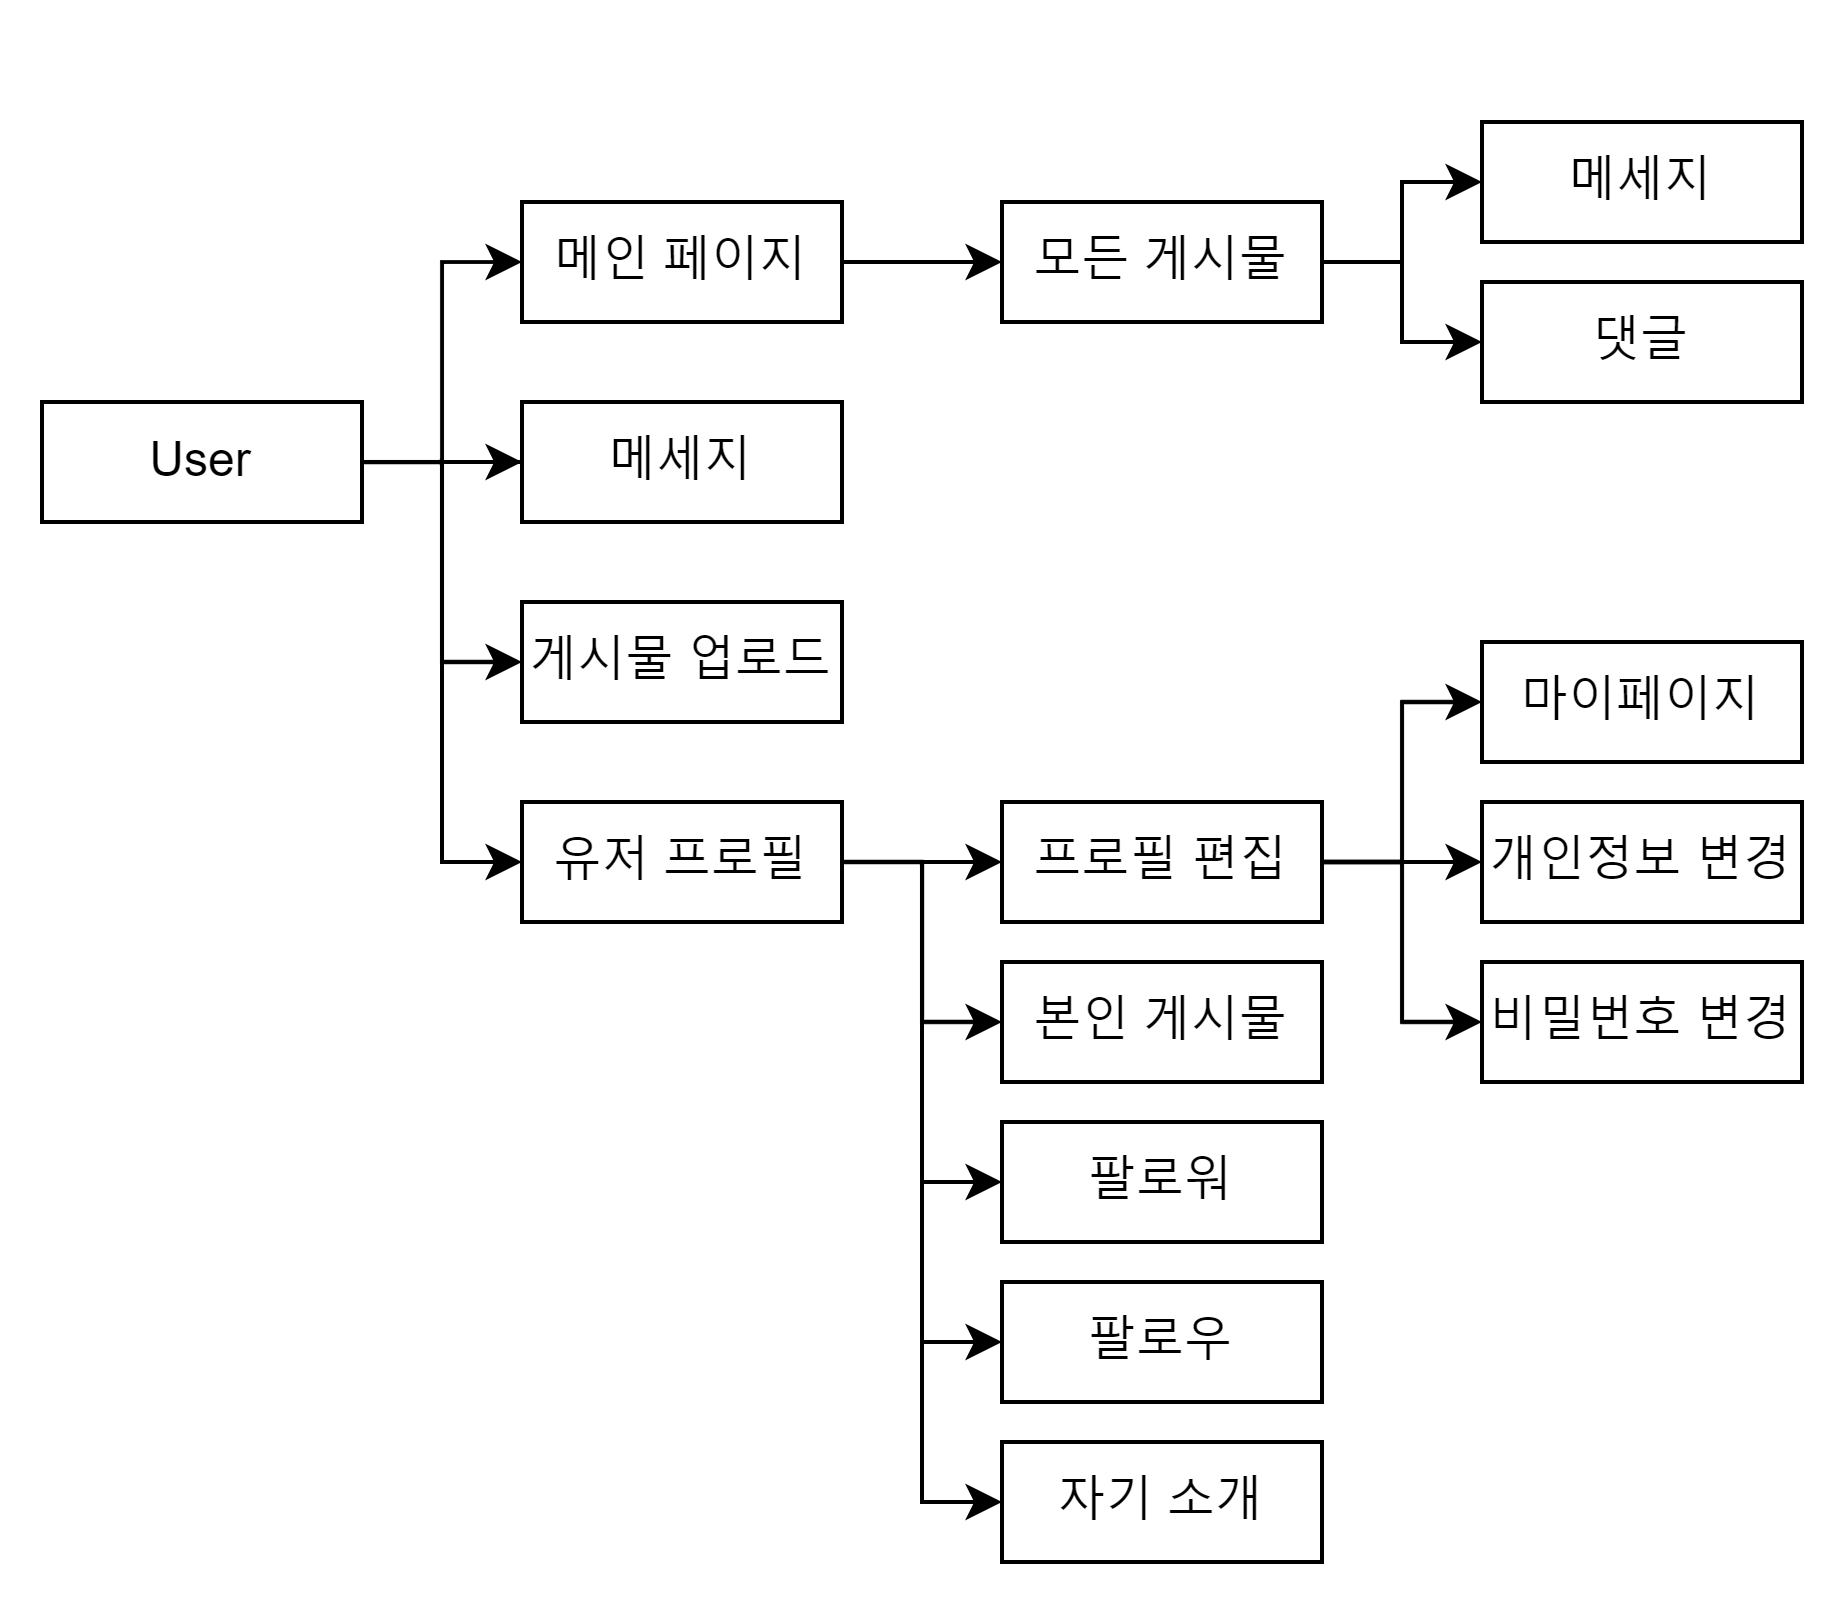 User
메인 페이지
모든 게시물
메세지
댓글
메세지
게시물 업로드
유저 프로필
프로필 편집
마이페이지
개인정보 변경
비밀번호 변경
본인 게시물
팔로워
팔로우
자기 소개